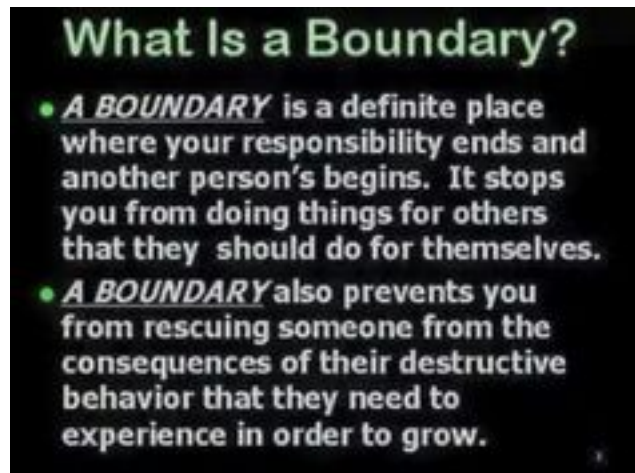 What Is a Boundary?
• A BOUNDARY is a definite place
where your responsibility ends and
another person's begins. It stops
you from doing things for others
that they should do for themselves.
• A BOUNDARY also prevents you
from rescuing someone from the
consequences of their destructive
behavior that they need to
experience in order to grow.